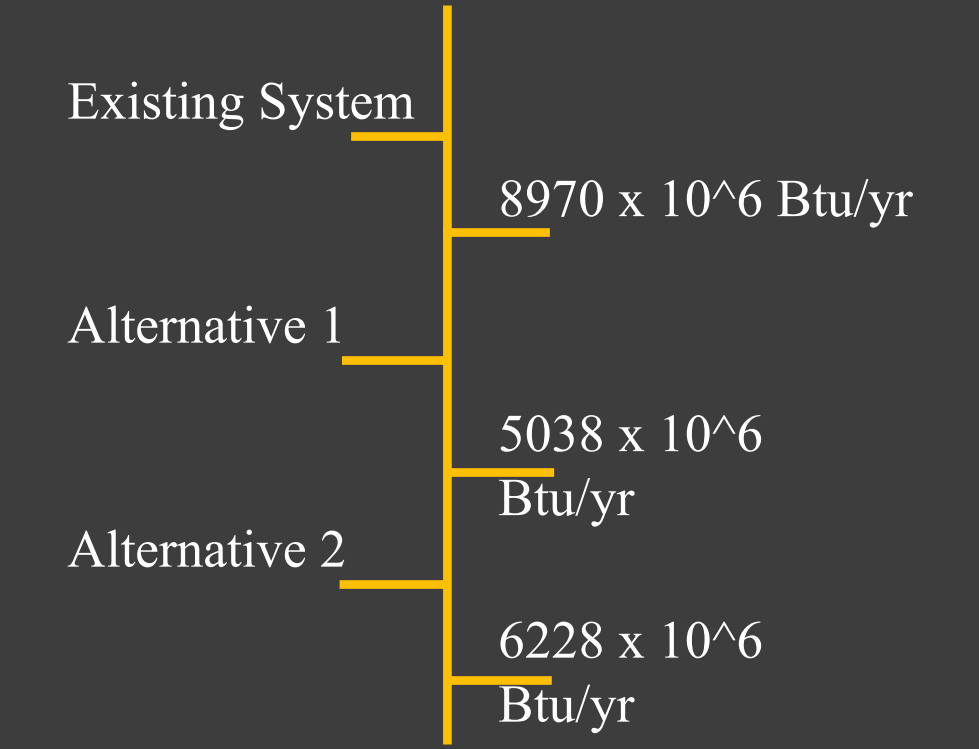 Existing System
8970 x 10^6 Btu/yr
Alternative 1
5038 x 10^6
Btu/yr
Alternative 2
6228 x 10^6
Btu/yr